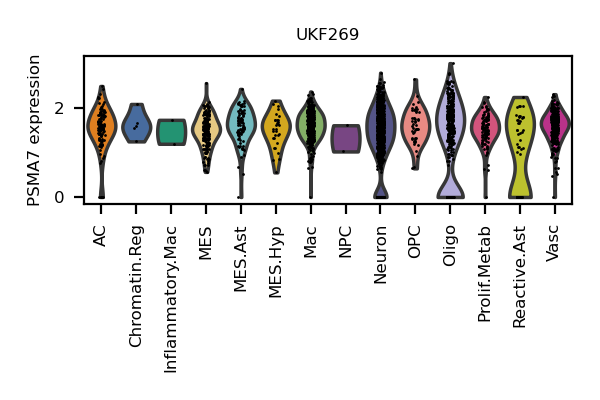 UKF269
PSMA7 expression
2
0
AC
Chromatin.Reg
Inflammatory.Mac
MES
MES.Ast
MES.Hyp
Mac
NPC
Neuron
OPC
Oligo
Prolif.Metab
Reactive.Ast
Vasc